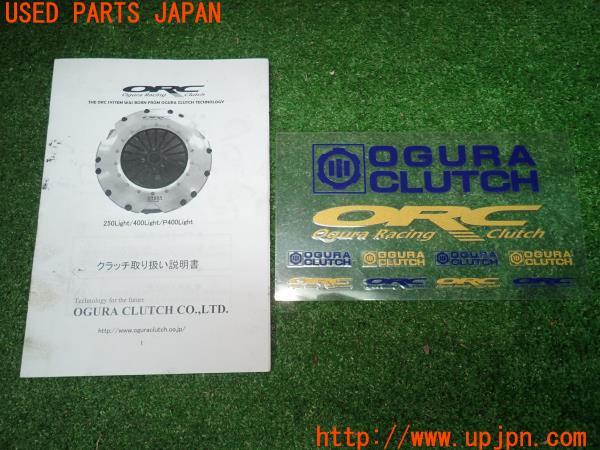 USED PARTS JAPAN
ORC
Ogura Racing Clutch
THE ORC SYSTEM WAS BORN FROM OGURA CLUTCH TECHNOLOGY
ORC
250Light/400Light/P400Light
クラッチ取り扱い説明書
Technology for the future
OGURA CLUTCH CO.,LTD.
http://www.oguraclutch.co.jp/
1
OGURA
CLUTCH
ORC
Ogura Racing Clutch
OGURA
CLUTCH
OGURA
CLUTCH
OGURA
CLUTCH
OGURA
CLUTCH
ORC
ORC
ORC
ORC
http://www.upjpn.com/